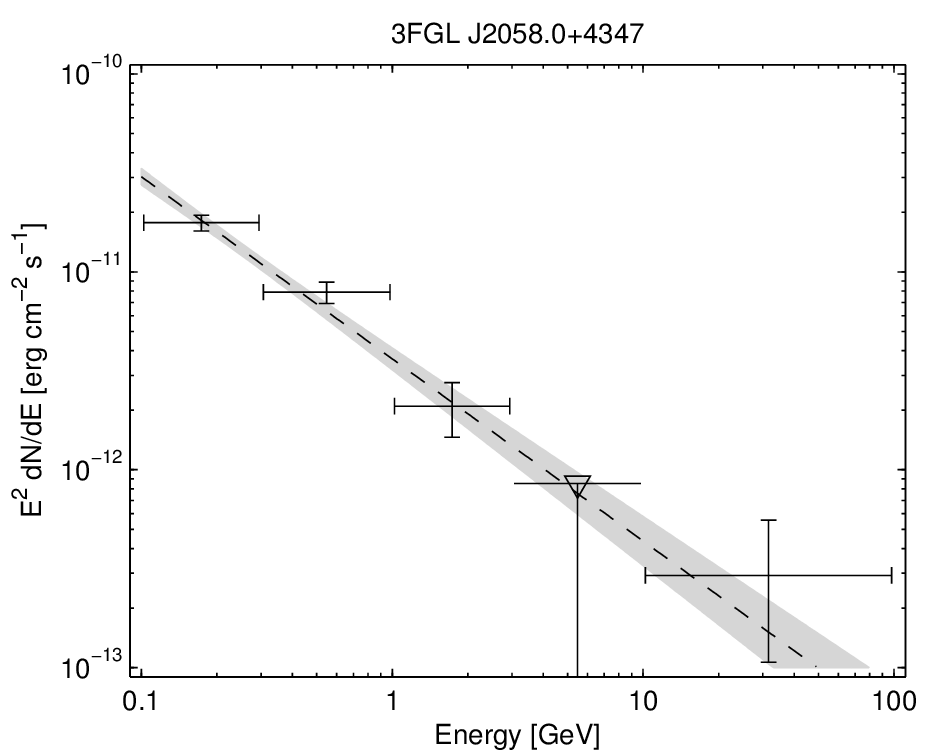 3FGL J2058.0+4347
10⁻¹⁰
10⁻¹¹
10⁻¹²
10⁻¹³
E² dN/dE [erg cm⁻² s⁻¹]
0.1 1 10 100
Energy [GeV]